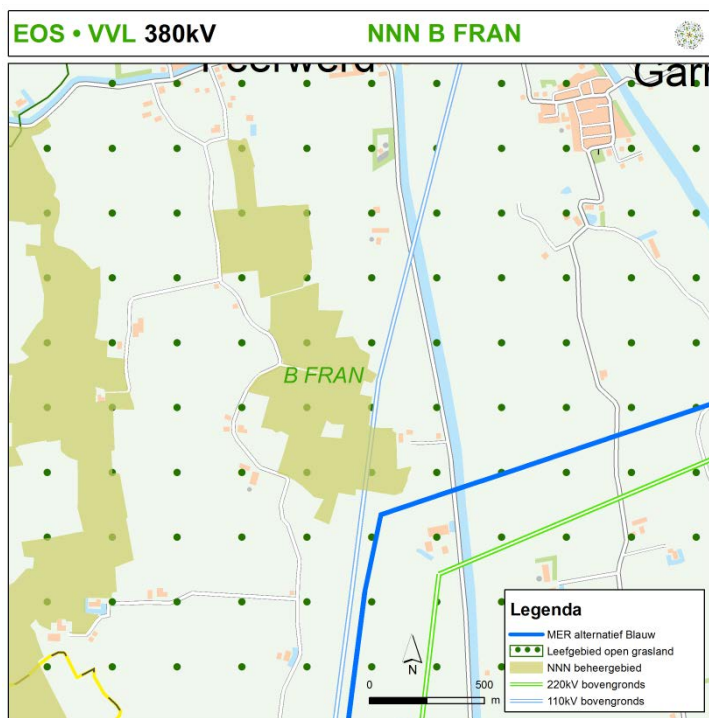 EOS • VVL 380kV NNN B FRAN
B FRAN
Legenda
MER alternatief Blauw
Leefgebied open grasland
NNN beheergebied
220kV bovengronds
110kV bovengronds
N
0 500
m